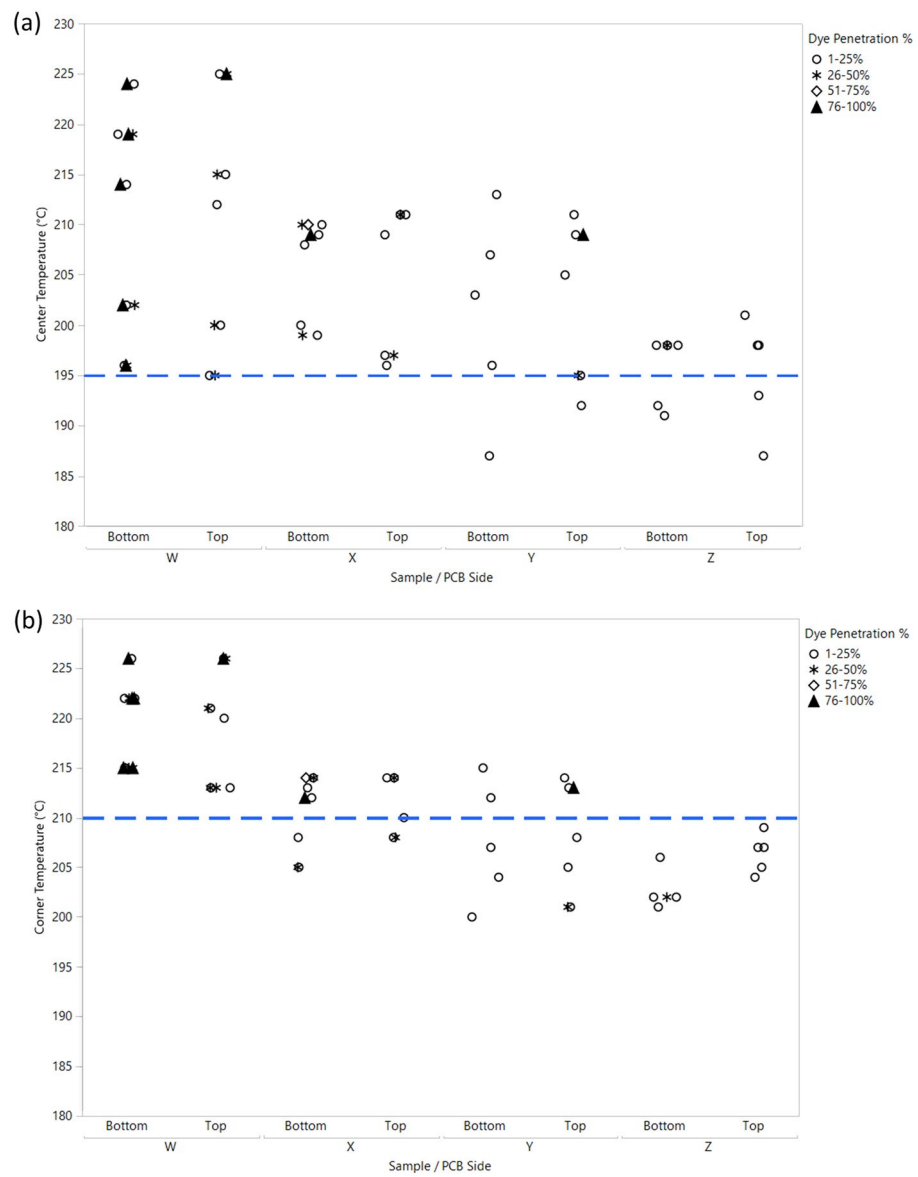 (a)
230
225
220
215
210
205
200
195
190
185
180
Center Temperature (°C)
Dye Penetration %
1-25%
26-50%
51-75%
76-100%
Bottom Top Bottom Top Bottom Top Bottom Top
W X Y Z
Sample / PCB Side
(b)
230
225
220
215
210
205
200
195
190
185
180
Corner Temperature (°C)
Dye Penetration %
1-25%
26-50%
51-75%
76-100%
Bottom Top Bottom Top Bottom Top Bottom Top
W X Y Z
Sample / PCB Side